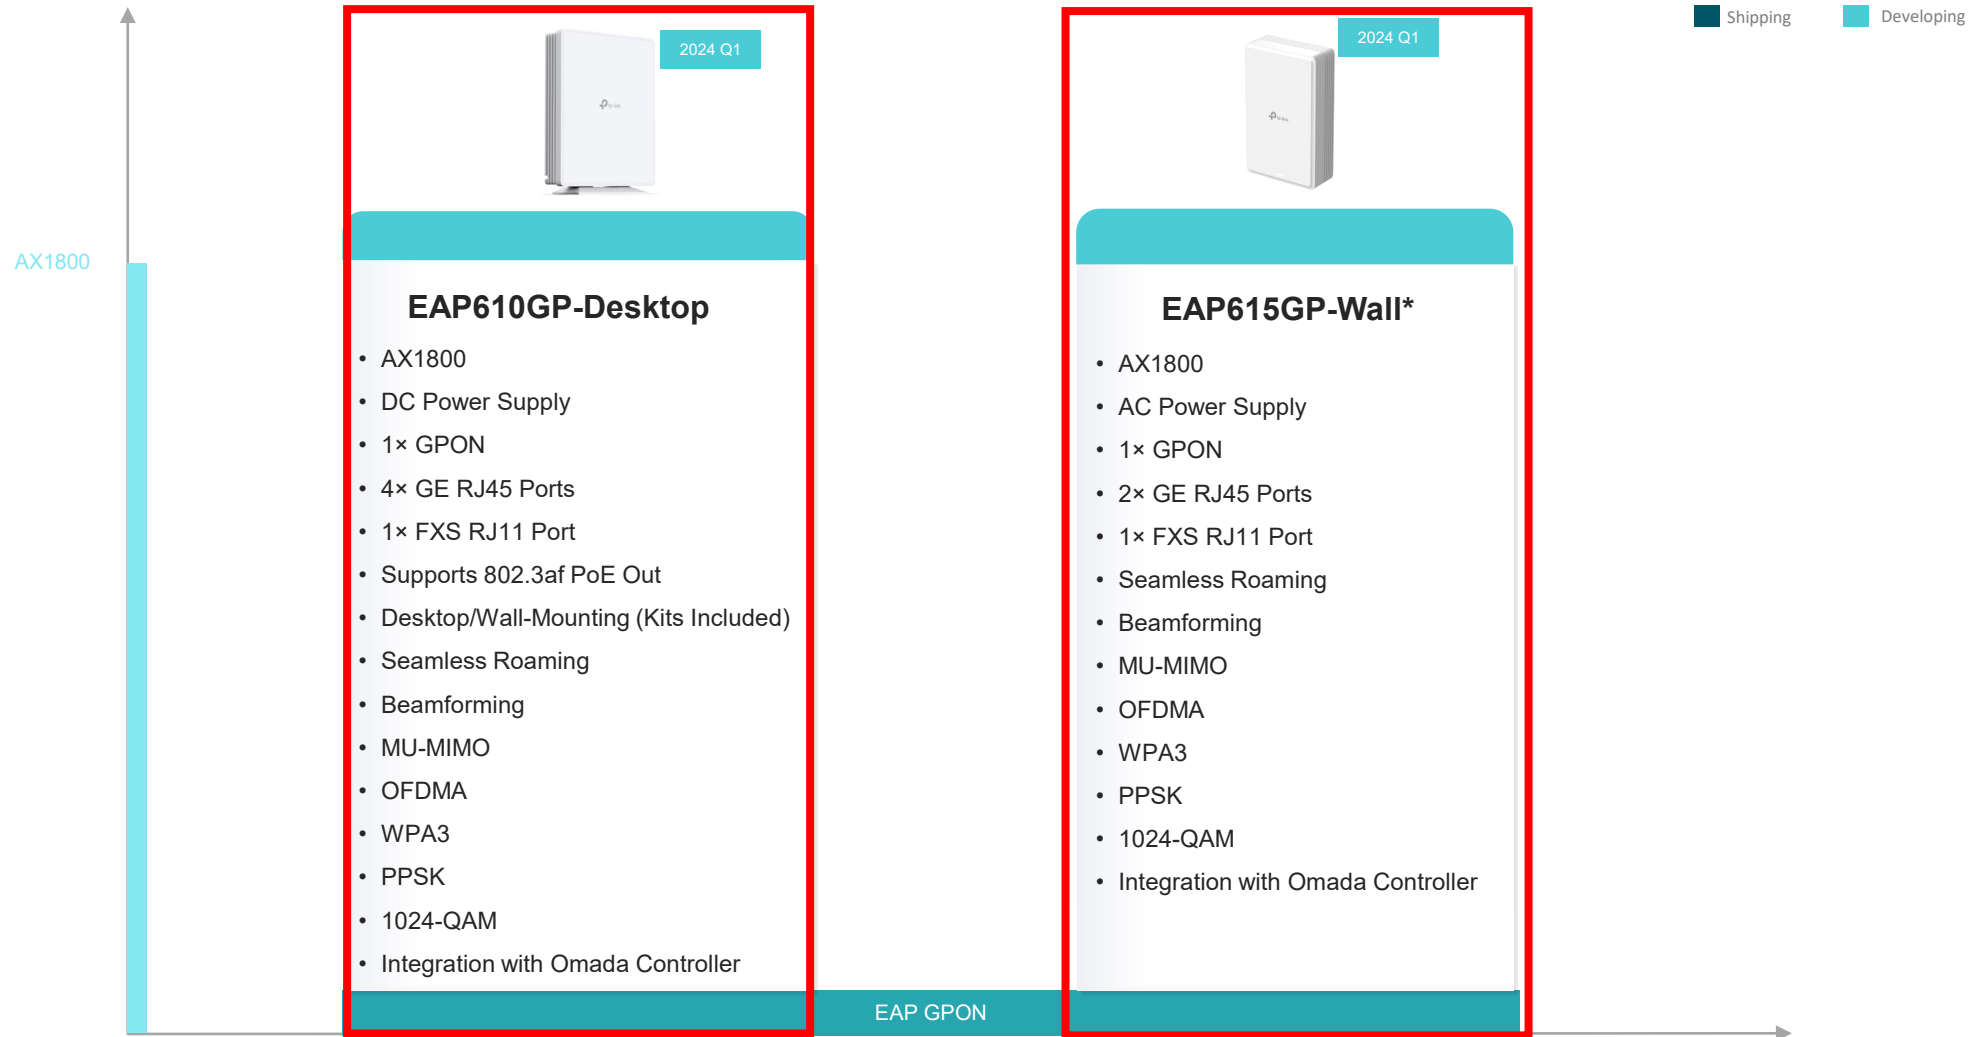 Shipping
Developing
2024 Q1
2024 Q1
tp-link
tp-link
AX1800
EAP610GP-Desktop
• AX1800
• DC Power Supply
• 1× GPON
• 4× GE RJ45 Ports
• 1× FXS RJ11 Port
• Supports 802.3af PoE Out
• Desktop/Wall-Mounting (Kits Included)
• Seamless Roaming
• Beamforming
• MU-MIMO
• OFDMA
• WPA3
• PPSK
• 1024-QAM
• Integration with Omada Controller
EAP615GP-Wall*
• AX1800
• AC Power Supply
• 1× GPON
• 2× GE RJ45 Ports
• 1× FXS RJ11 Port
• Seamless Roaming
• Beamforming
• MU-MIMO
• OFDMA
• WPA3
• PPSK
• 1024-QAM
• Integration with Omada Controller
EAP GPON